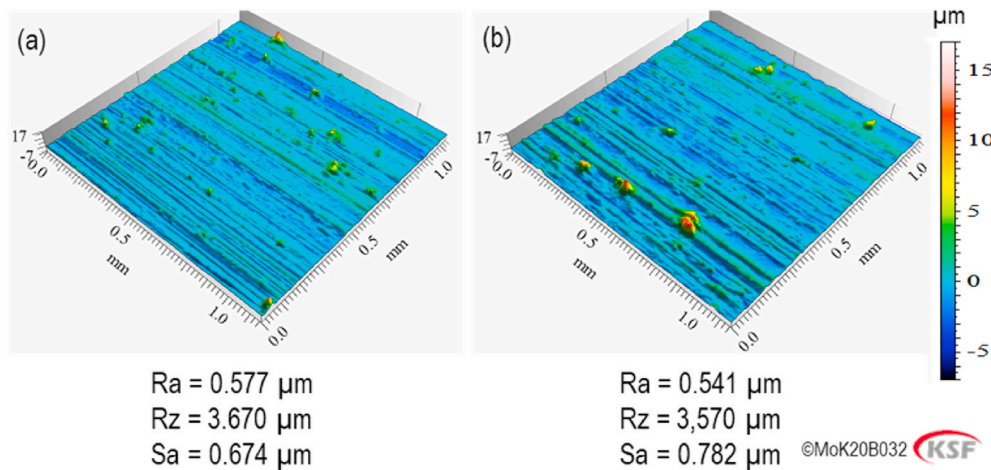 (a)
(b)
µm
15
10
5
0
-5
17
-7
0.0
0.5
1.0
mm
0.0
0.5
1.0
mm
17
-7
0.0
0.5
1.0
mm
0.0
0.5
1.0
mm
Ra = 0.577 µm
Rz = 3.670 µm
Sa = 0.674 µm
Ra = 0.541 µm
Rz = 3,570 µm
Sa = 0.782 µm
©MoK20B032 KSF